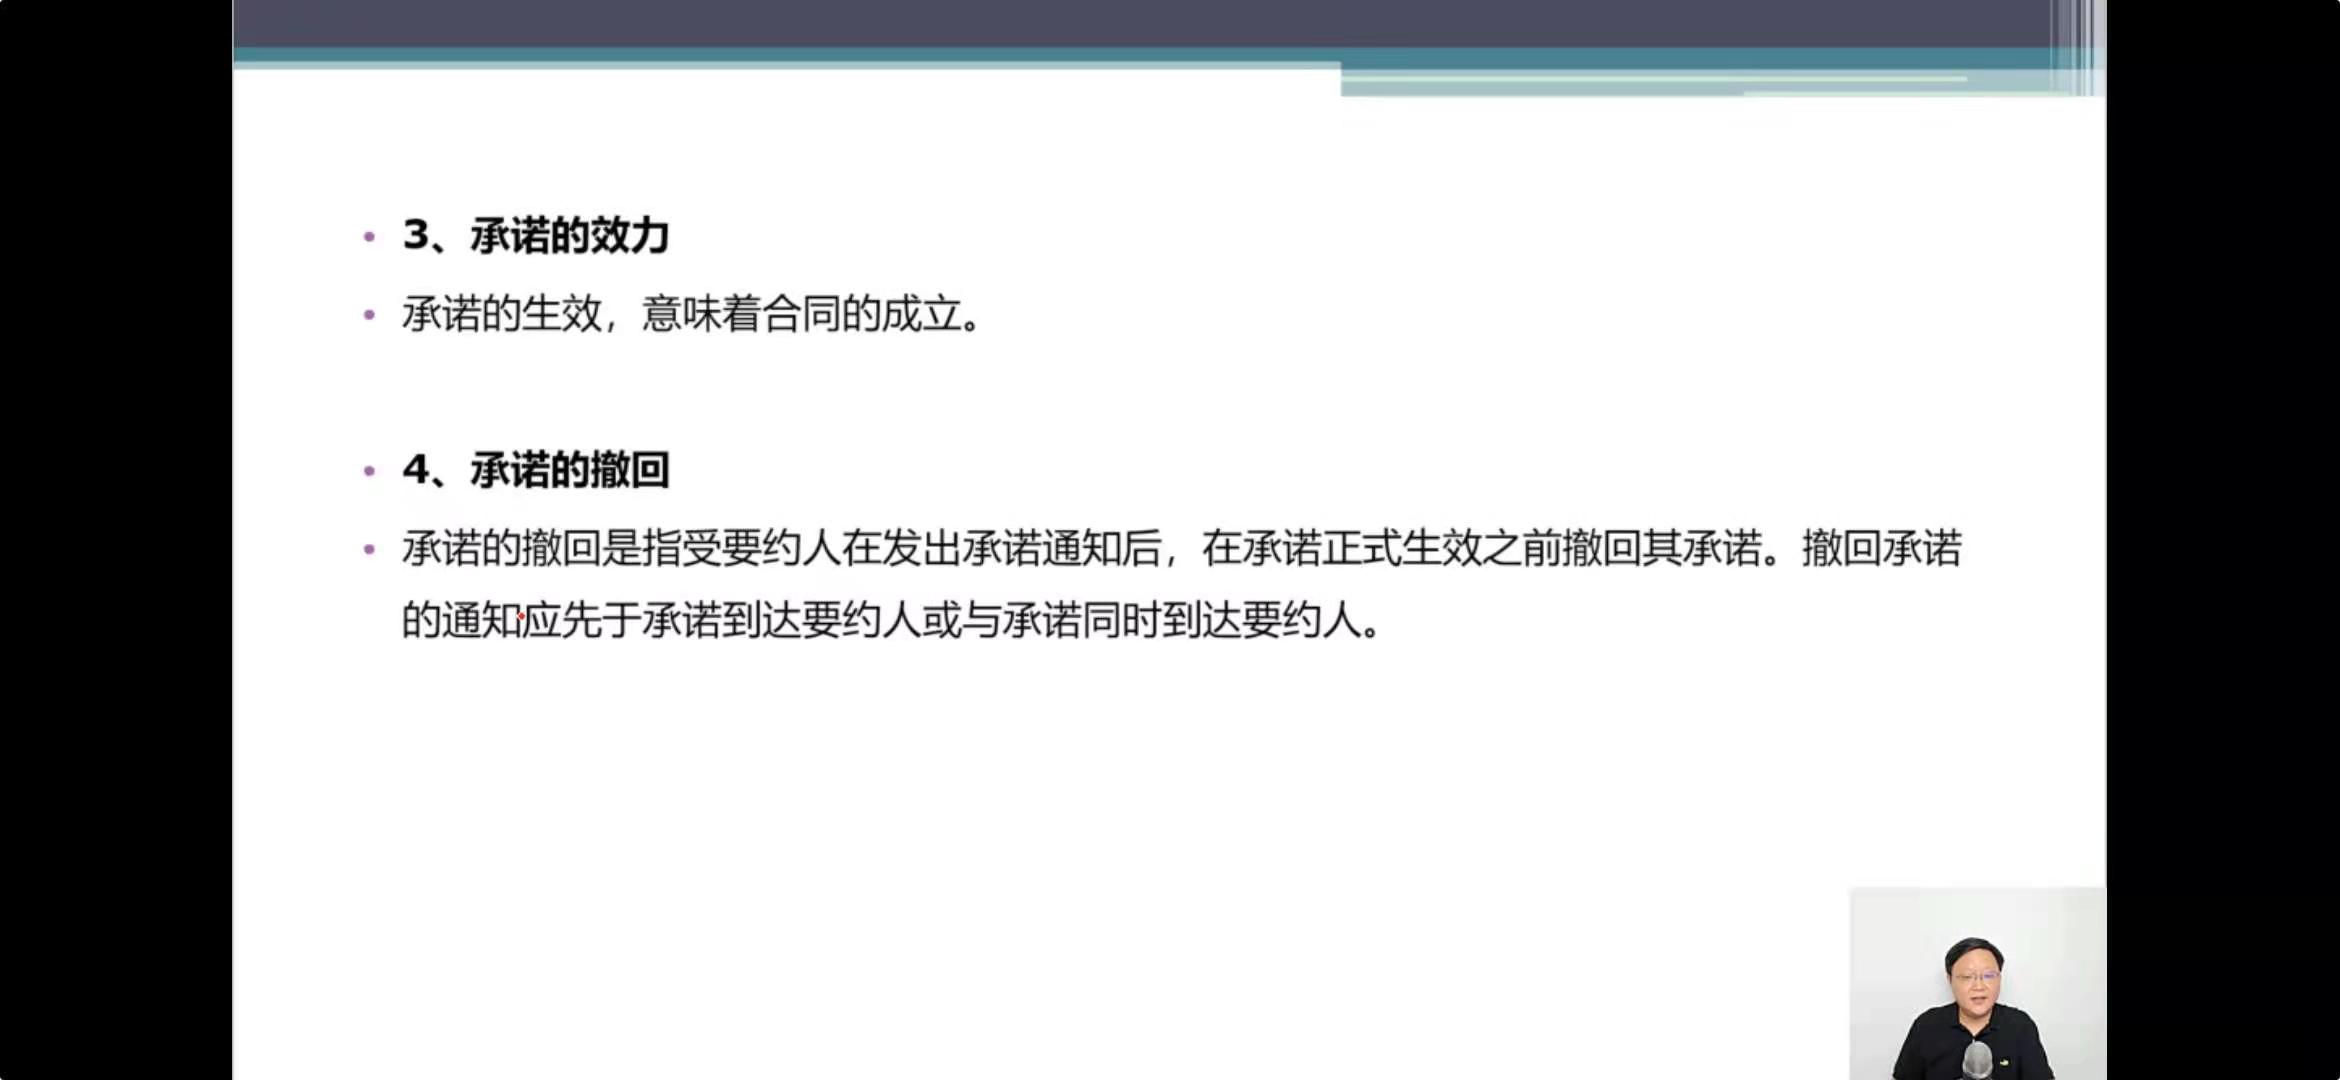 3、承诺的效力
承诺的生效，意味着合同的成立。
4、承诺的撤回
承诺的撤回是指受要约人在发出承诺通知后，在承诺正式生效之前撤回其承诺。撤回承诺
的通知应先于承诺到达要约人或与承诺同时到达要约人。